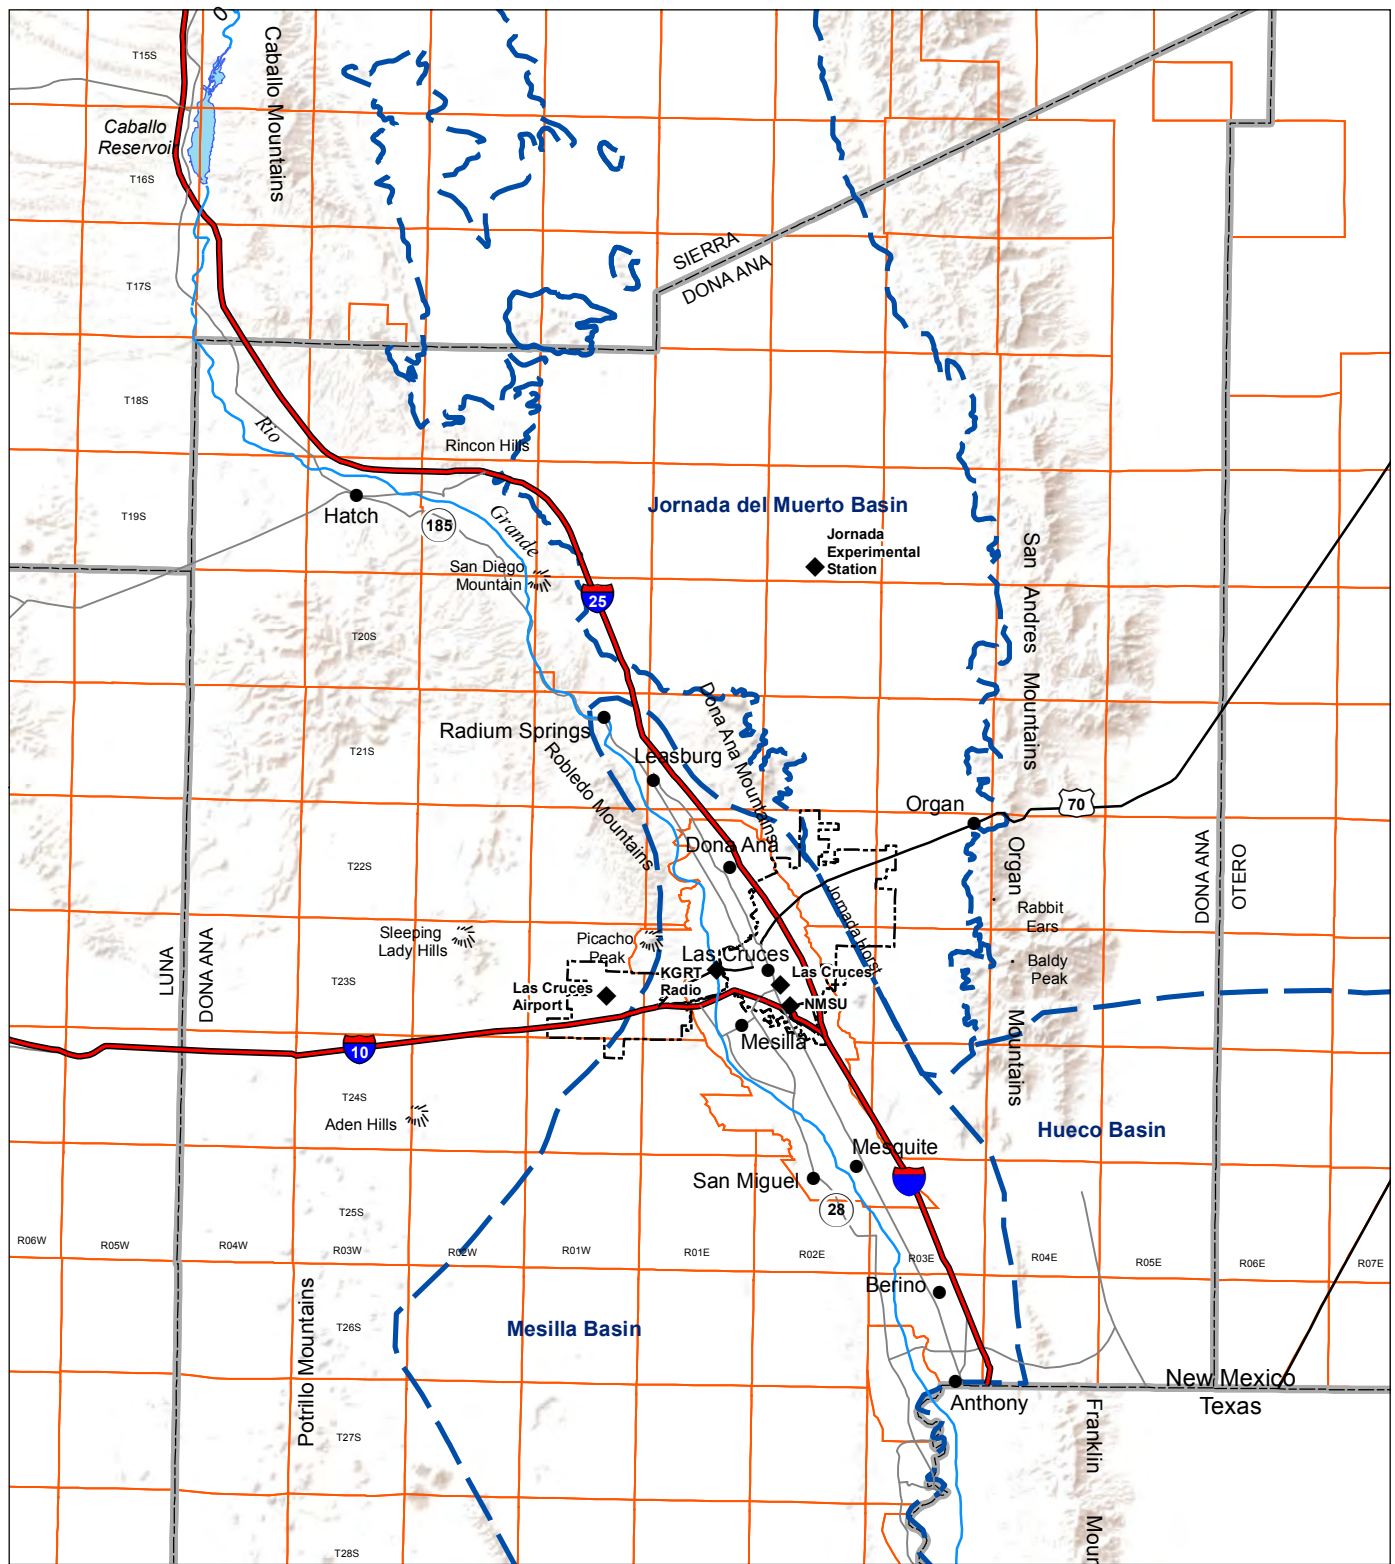 T15S
Caballo Mountains
Caballo
Reservoir
T16S
SIERRA
DONA ANA
T17S
T18S
Rio
Rincon Hills
Jornada del Muerto Basin
T19S
Hatch
185
Grande
Jornada
Experimental
Station
San Andres Mountains
San Diego
Mountain
25
T20S
Dona Ana Mountains
Radium Springs
T21S
Robledo Mountains
Leasburg
Organ
70
Dona Ana
T22S
Organ Mountains
DONA ANA
OTERO
Jornada Horst
Rabbit
Ears
Sleeping
Lady Hills
Picacho
Peak
Las Cruces
Baldy
Peak
LUNA
DONA ANA
T23S
KGRT
Radio
Las Cruces
Las Cruces
Airport
NMSU
Mesilla
10
T24S
Aden Hills
Hueco Basin
Mesquite
San Miguel
28
T25S
R06W
R05W
R04W
R03W
R02W
R01W
R01E
R02E
R03E
R04E
R05E
R06E
R07E
Berino
Potrillo Mountains
T26S
Mesilla Basin
New Mexico
Texas
Anthony
Franklin Mour
T27S
T28S